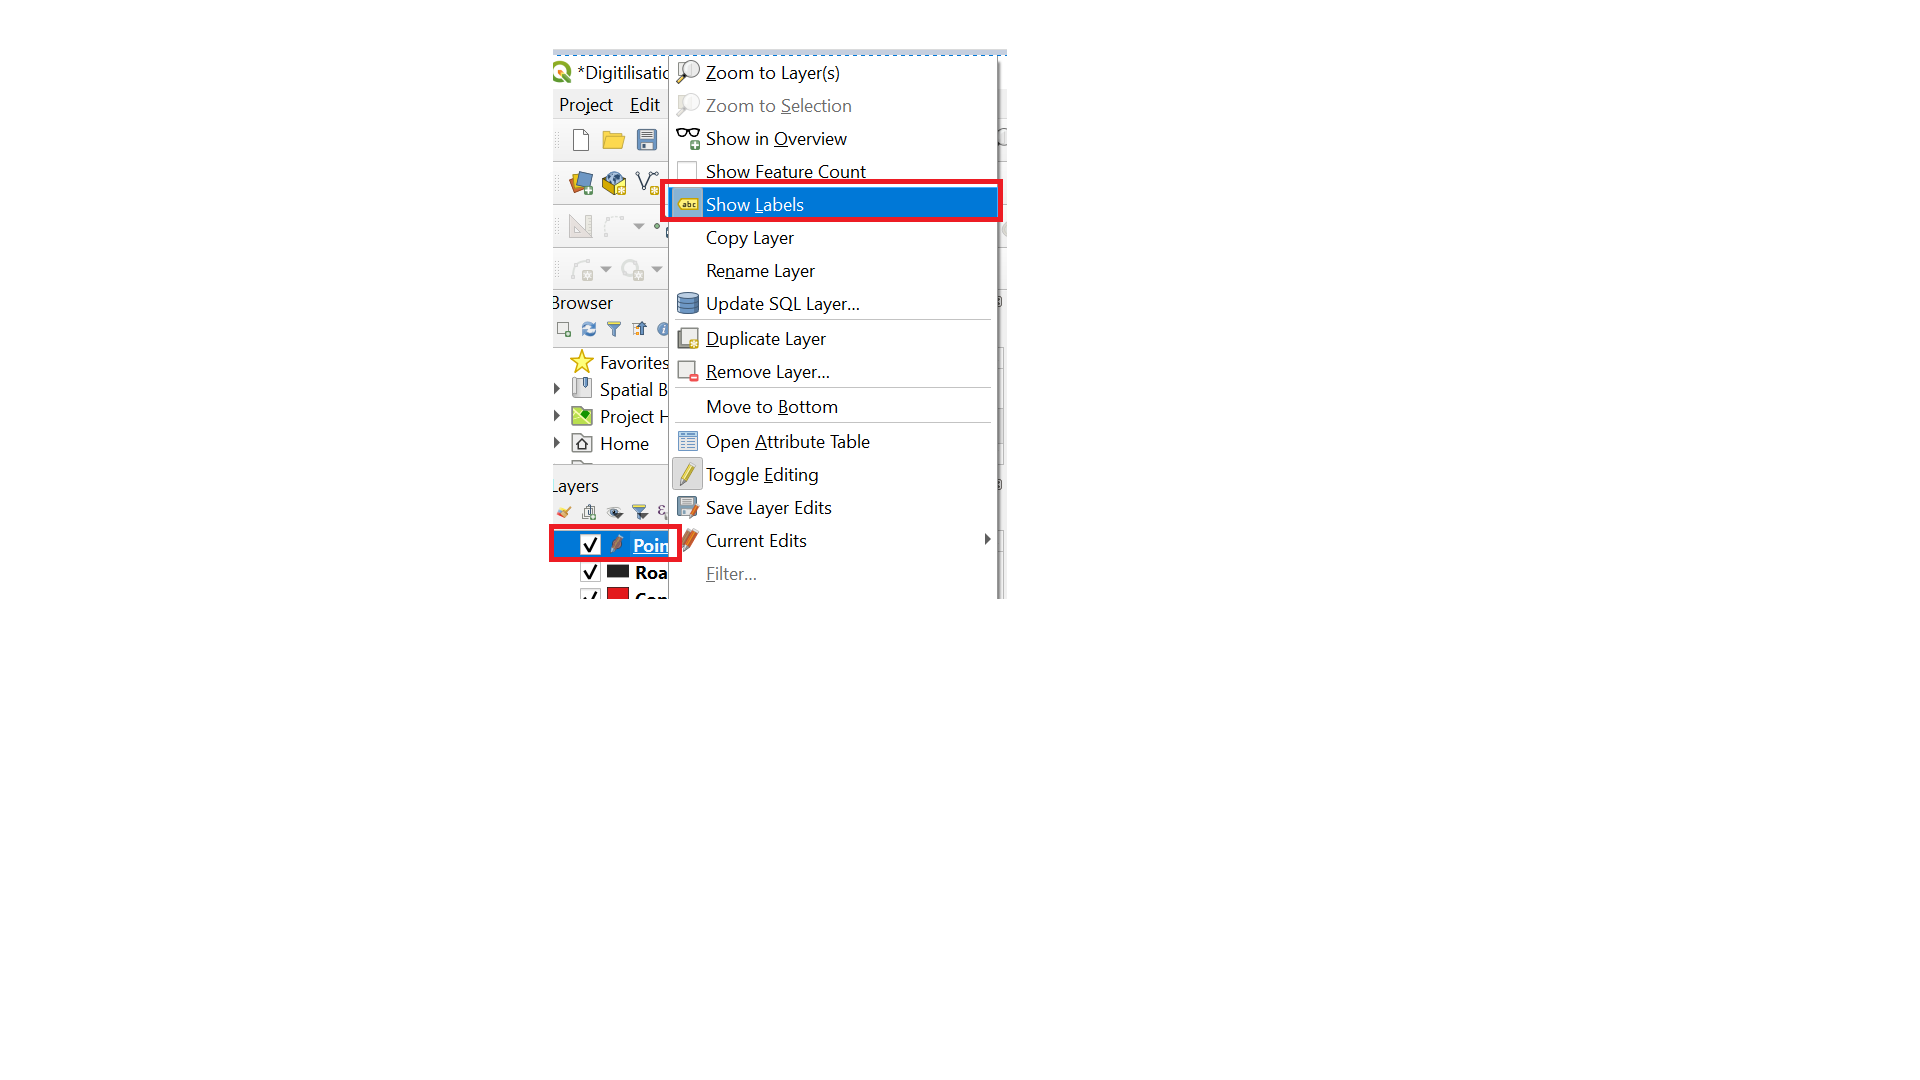 *Digitilisatio
Project Edit
Browser
Favorites
Spatial B
Project H
Home
Layers
Poin
Roa
Zoom to Layer(s)
Zoom to Selection
Show in Overview
Show Feature Count
abc Show Labels
Copy Layer
Rename Layer
Update SQL Layer...
Duplicate Layer
Remove Layer...
Move to Bottom
Open Attribute Table
Toggle Editing
Save Layer Edits
Current Edits
Filter...